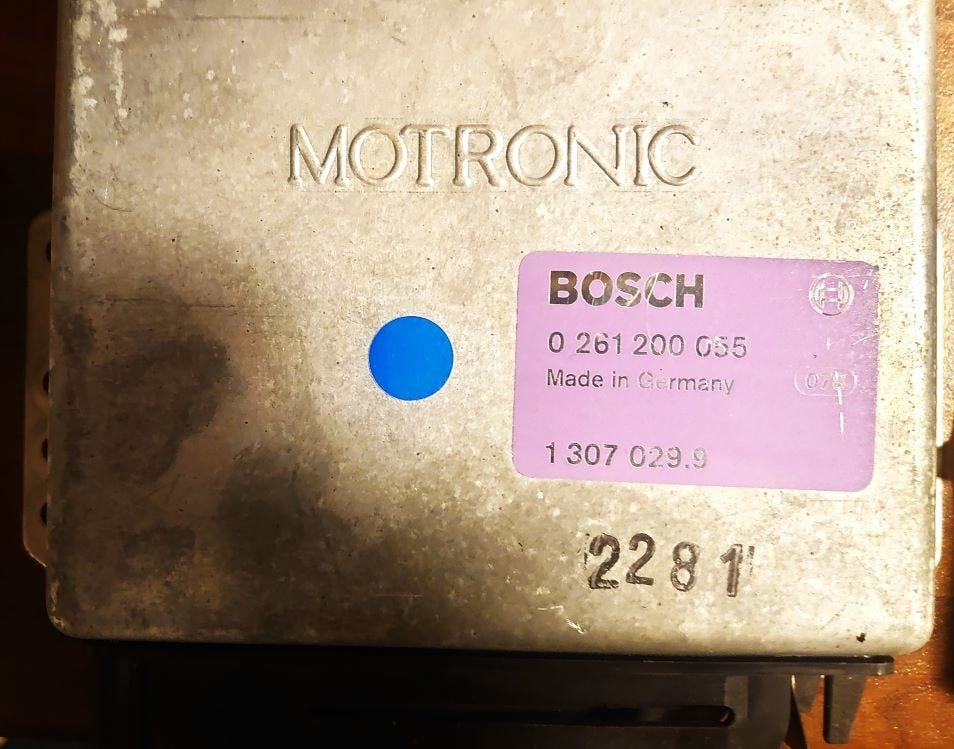 MOTRONIC
BOSCH
0 261 200 055
Made in Germany
1 307 029.9
2281